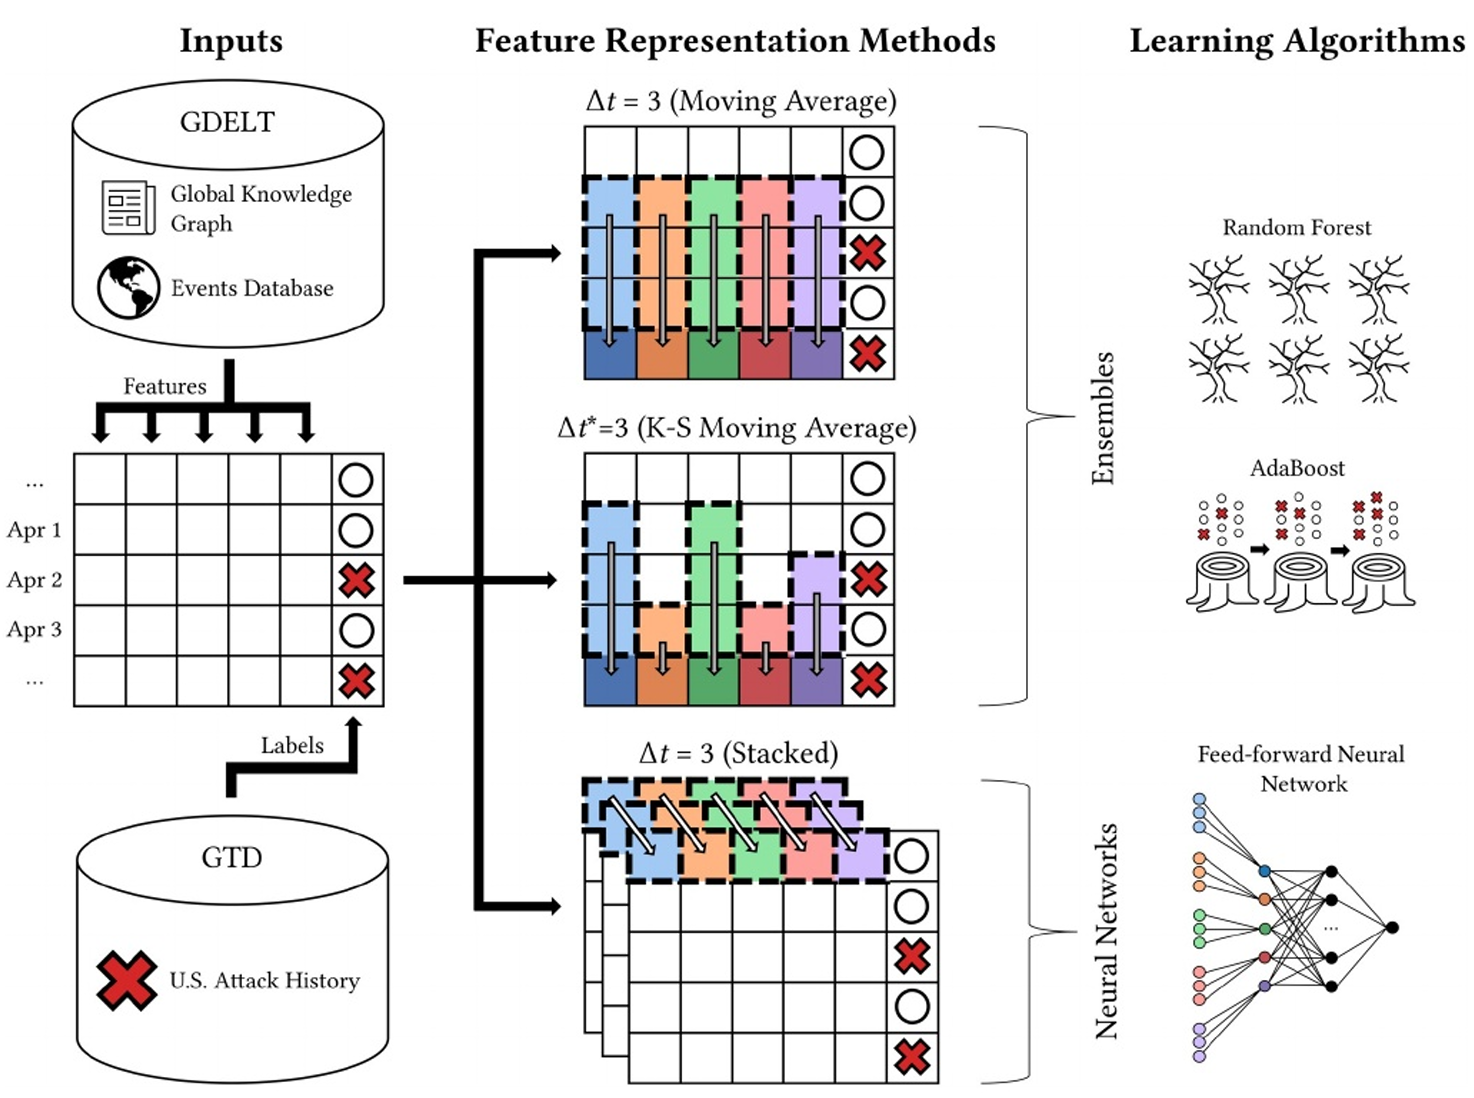 Inputs
Feature Representation Methods
Learning Algorithms
GDELT
Global Knowledge
Graph
Events Database
Features
...
Apr 1
Apr 2
Apr 3
...
Labels
GTD
U.S. Attack History
Δt = 3 (Moving Average)
Δt*=3 (K-S Moving Average)
Δt = 3 (Stacked)
Ensembles
Neural Networks
Random Forest
AdaBoost
Feed-forward Neural
Network
...